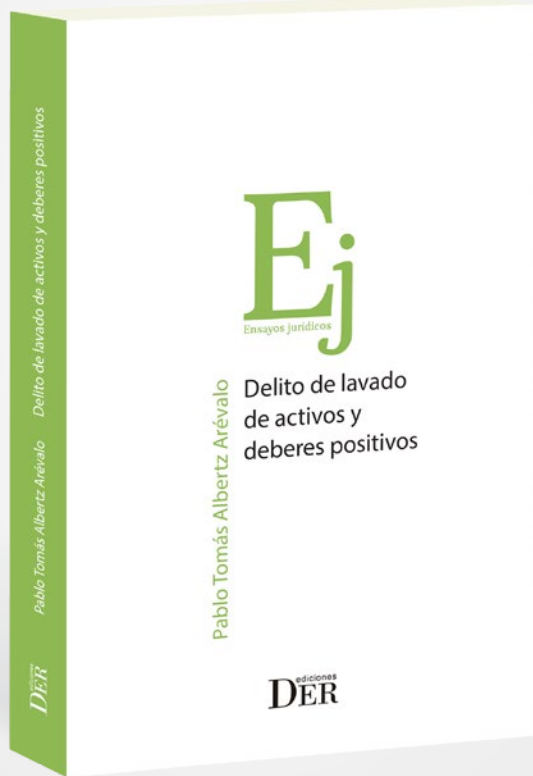 Pablo Tomás Albertz Arévalo Delito de lavado de activos y deberes positivos
ediciones
DER
Ej
Ensayos jurídicos
Pablo Tomás Albertz Arévalo
Delito de lavado
de activos y
deberes positivos
ediciones
DER